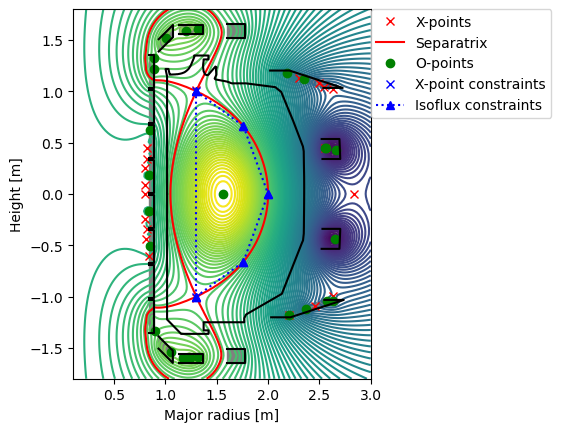 X-points
Separatrix
O-points
X-point constraints
Isoflux constraints
1.5
1.0
0.5
0.0
−0.5
−1.0
−1.5
Height [m]
0.5 1.0 1.5 2.0 2.5 3.0
Major radius [m]